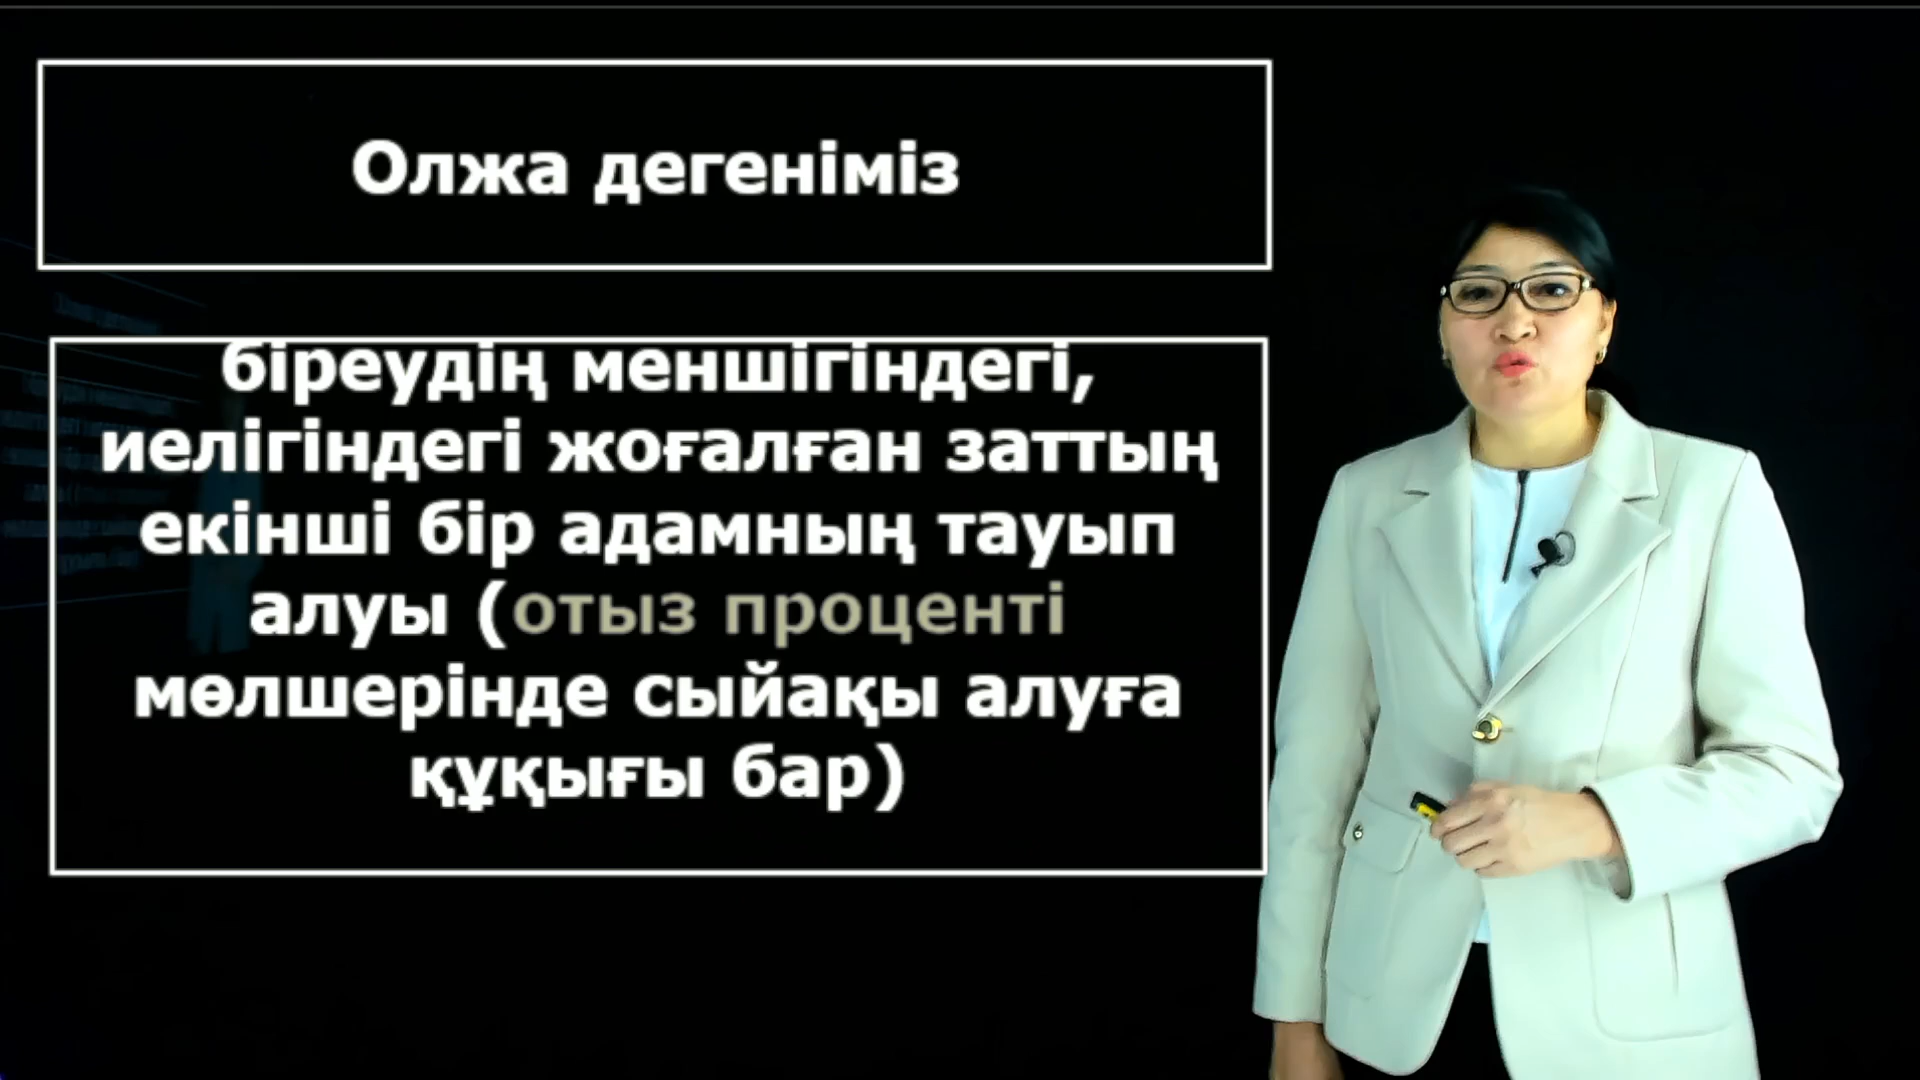 Олжа дегеніміз
біреудің меншігіндегі,
иелігіндегі жоғалған заттың
екінші бір адамның тауып
алуы (отыз проценті
мөлшерінде сыйақы алуға
құқығы бар)